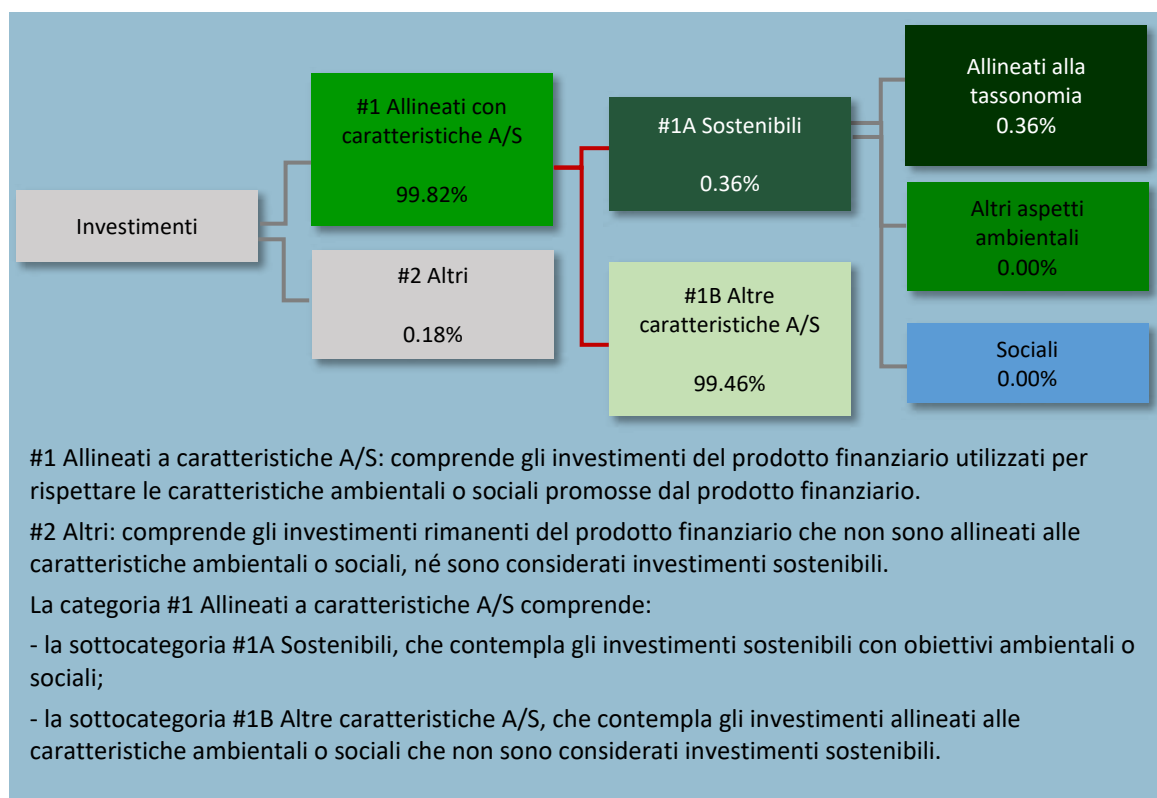 #1 Allineati con
caratteristiche A/S
99.82%
#1A Sostenibili
0.36%
Allineati alla
tassonomia
0.36%
Investimenti
Altri aspetti
ambientali
0.00%
#2 Altri
0.18%
#1B Altre
caratteristiche A/S
99.46%
Sociali
0.00%
#1 Allineati a caratteristiche A/S: comprende gli investimenti del prodotto finanziario utilizzati per
rispettare le caratteristiche ambientali o sociali promosse dal prodotto finanziario.
#2 Altri: comprende gli investimenti rimanenti del prodotto finanziario che non sono allineati alle
caratteristiche ambientali o sociali, né sono considerati investimenti sostenibili.
La categoria #1 Allineati a caratteristiche A/S comprende:
- la sottocategoria #1A Sostenibili, che contempla gli investimenti sostenibili con obiettivi ambientali o
sociali;
- la sottocategoria #1B Altre caratteristiche A/S, che contempla gli investimenti allineati alle
caratteristiche ambientali o sociali che non sono considerati investimenti sostenibili.